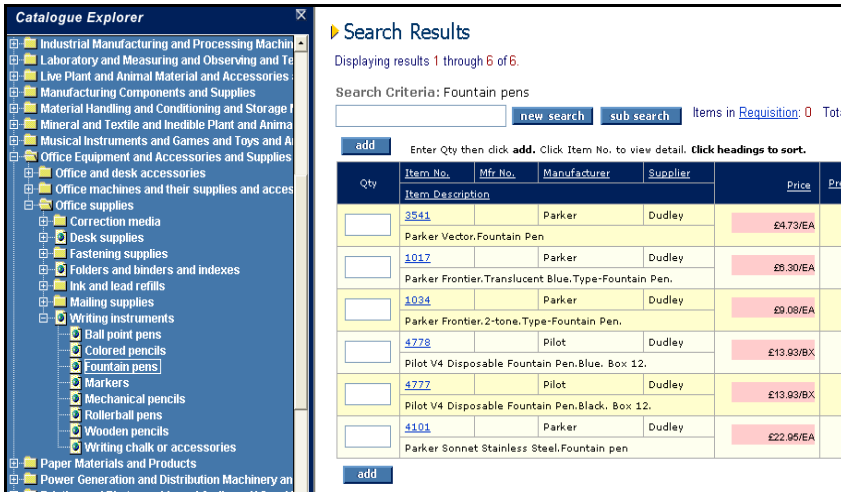 Catalogue Explorer
Industrial Manufacturing and Processing Machin
Laboratory and Measuring and Observing and Te
Live Plant and Animal Material and Accessories
Manufacturing Components and Supplies
Material Handling and Conditioning and Storage
Mineral and Textile and Inedible Plant and Anima
Musical Instruments and Games and Toys and
Office Equipment and Accessories and Supplies
Office and desk accessories
Office machines and their supplies and acces
Office supplies
Correction media
Desk supplies
Fastening supplies
Folders and binders and indexes
Ink and lead refills
Mailing supplies
Writing instruments
Ball point pens
Colored pencils
Fountain pens
Markers
Mechanical pencils
Rollerball pens
Wooden pencils
Writing chalk or accessories
Paper Materials and Products
Power Generation and Distribution Machinery an
Search Results
Displaying results 1 through 6 of 6.
Search Criteria: Fountain pens
new search sub search Items in Requisition: 0 Tot
add Enter Qty then click add. Click Item No. to view detail. Click headings to sort.
Qty Item No. Mfr No. Manufacturer Supplier Price Pr
Item Description
3541 Parker Dudley £4.73/EA
Parker Vector.Fountain Pen
1017 Parker Dudley £6.30/EA
Parker Frontier.Translucent Blue.Type-Fountain Pen.
1034 Parker Dudley £9.08/EA
Parker Frontier.2-tone.Type-Fountain Pen.
4778 Pilot Dudley £13.93/BX
Pilot V4 Disposable Fountain Pen.Blue. Box 12.
4777 Pilot Dudley £13.93/BX
Pilot V4 Disposable Fountain Pen.Black. Box 12.
4101 Parker Dudley £22.95/EA
Parker Sonnet Stainless Steel.Fountain pen
add